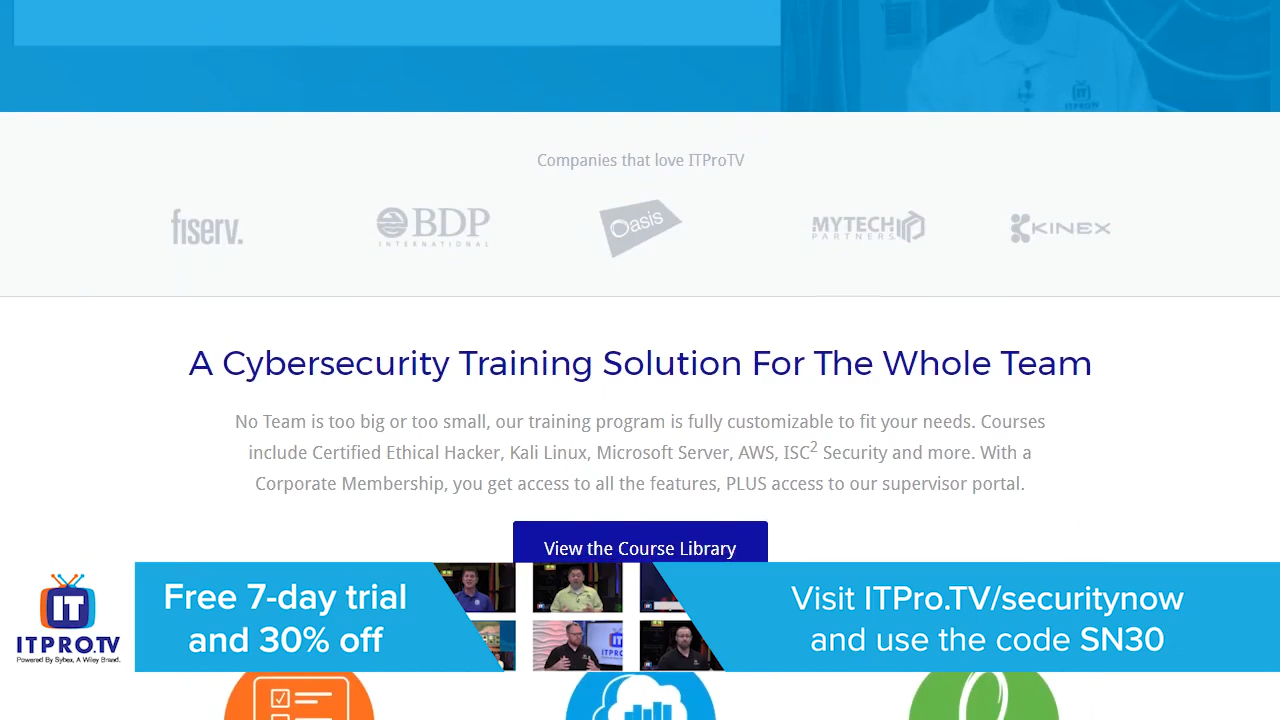 IT
ITPRO.TV
Companies that love ITProTV
fiserv.
BDP
INTERNATIONAL
Oasis
MYTECH
PARTNERS
KINEX
A Cybersecurity Training Solution For The Whole Team
No Team is too big or too small, our training program is fully customizable to fit your needs. Courses
include Certified Ethical Hacker, Kali Linux, Microsoft Server, AWS, ISC² Security and more. With a
Corporate Membership, you get access to all the features, PLUS access to our supervisor portal.
View the Course Library
IT
ITPRO.TV
Powered By Sybex, A Wiley Brand.
Free 7-day trial
and 30% off
Visit ITPro.TV/securitynow
and use the code SN30